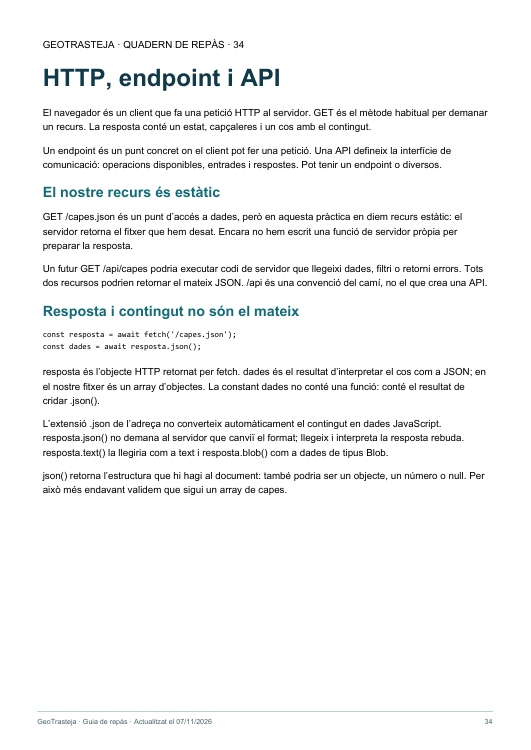 GEOTRASTEJA · QUADERN DE REPÀS · 34
HTTP, endpoint i API
El navegador és un client que fa una petició HTTP al servidor. GET és el mètode habitual per demanar
un recurs. La resposta conté un estat, capçaleres i un cos amb el contingut.
Un endpoint és un punt concret on el client pot fer una petició. Una API defineix la interfície de
comunicació: operacions disponibles, entrades i respostes. Pot tenir un endpoint o diversos.
El nostre recurs és estàtic
GET /capes.json és un punt d’accés a dades, però en aquesta pràctica en diem recurs estàtic: el
servidor retorna el fitxer que hem desat. Encara no hem escrit una funció de servidor pròpia per
preparar la resposta.
Un futur GET /api/capes podria executar codi de servidor que llegeixi dades, filtri o retorni errors. Tots
dos recursos podrien retornar el mateix JSON. /api és una convenció del camí, no el que crea una API.
Resposta i contingut no són el mateix
const resposta = await fetch('/capes.json');
const dades = await resposta.json();
resposta és l’objecte HTTP retornat per fetch. dades és el resultat d’interpretar el cos com a JSON; en
el nostre fitxer és un array d’objectes. La constant dades no conté una funció: conté el resultat de
cridar .json().
L’extensió .json de l’adreça no converteix automàticament el contingut en dades JavaScript.
resposta.json() no demana al servidor que canviï el format; llegeix i interpreta la resposta rebuda.
resposta.text() la llegiria com a text i resposta.blob() com a dades de tipus Blob.
json() retorna l’estructura que hi hagi al document: també podria ser un objecte, un número o null. Per
això més endavant validem que sigui un array de capes.
GeoTrasteja · Guia de repàs · Actualitzat el 07/11/2026
34